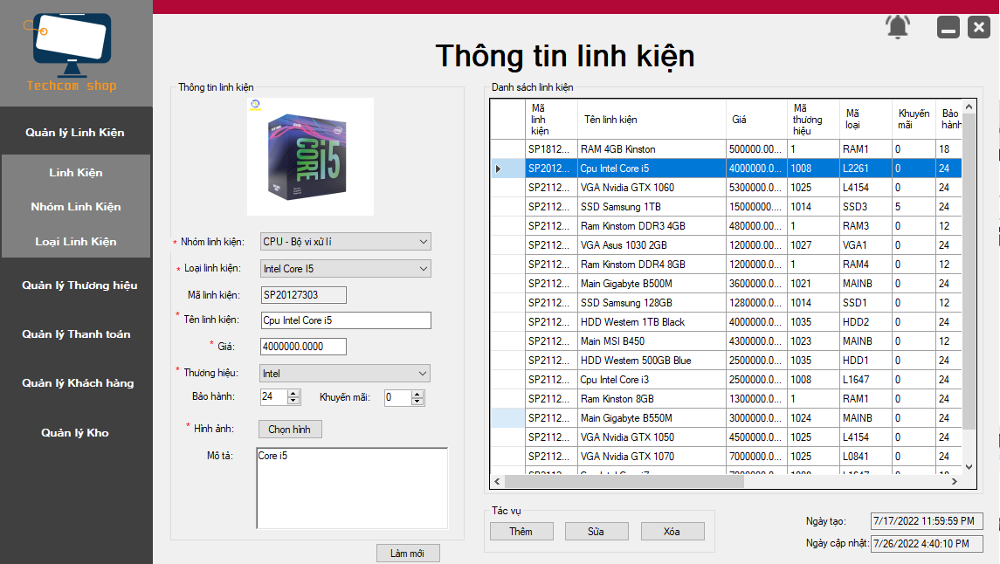 Techcom shop
Quản lý Linh Kiện
Linh Kiện
Nhóm Linh Kiện
Loại Linh Kiện
Quản lý Thương hiệu
Quản lý Thanh toán
Quản lý Khách hàng
Quản lý Kho
Thông tin linh kiện
Thông tin linh kiện
CORE i5
* Nhóm linh kiện: CPU - Bộ vi xử lí
* Loại linh kiện: Intel Core I5
Mã linh kiện: SP20127303
* Tên linh kiện: Cpu Intel Core i5
* Giá: 4000000.0000
* Thương hiệu: Intel
Bảo hành: 24 Khuyến mãi: 0
* Hình ảnh: Chọn hình
Mô tả: Core i5
Làm mới
Danh sách linh kiện
Mã linh kiện Tên linh kiện Giá Mã thương hiệu Mã loại Khuyến mãi Bảo hành
SP1812... RAM 4GB Kinston 500000.00... 1 RAM1 0 18
SP2012... Cpu Intel Core i5 4000000.0... 1008 L2261 0 24
SP2112... VGA Nvidia GTX 1060 5300000.0... 1025 L4154 0 24
SP2112... SSD Samsung 1TB 15000000.... 1014 SSD3 5 24
SP2112... Ram Kinstorn DDR3 4GB 480000.00... 1 RAM3 0 12
SP2112... VGA Asus 1030 2GB 120000.00... 1027 VGA1 0 24
SP2112... Ram Kinstorn DDR4 8GB 1200000.0... 1 RAM4 0 12
SP2112... Main Gigabyte B500M 3600000.0... 1021 MAINB 0 24
SP2112... SSD Samsung 128GB 1280000.0... 1014 SSD1 0 12
SP2112... HDD Western 1TB Black 4000000.0... 1035 HDD2 0 24
SP2112... Main MSI B450 4300000.0... 1023 MAINB 0 12
SP2112... HDD Western 500GB Blue 2500000.0... 1035 HDD1 0 24
SP2112... Cpu Intel Core i3 2500000.0... 1008 L1647 0 24
SP2112... Ram Kinston 8GB 1300000.0... 1 RAM1 0 24
SP2112... Main Gigabyte B550M 3000000.0... 1024 MAINB 0 24
SP2112... VGA Nvidia GTX 1050 4500000.0... 1025 L4154 0 24
SP2112... VGA Nvidia GTX 1070 7000000.0... 1025 L0841 0 24
Tác vụ
Thêm Sửa Xóa
Ngày tạo: 7/17/2022 11:59:59 PM
Ngày cập nhật: 7/26/2022 4:40:10 PM